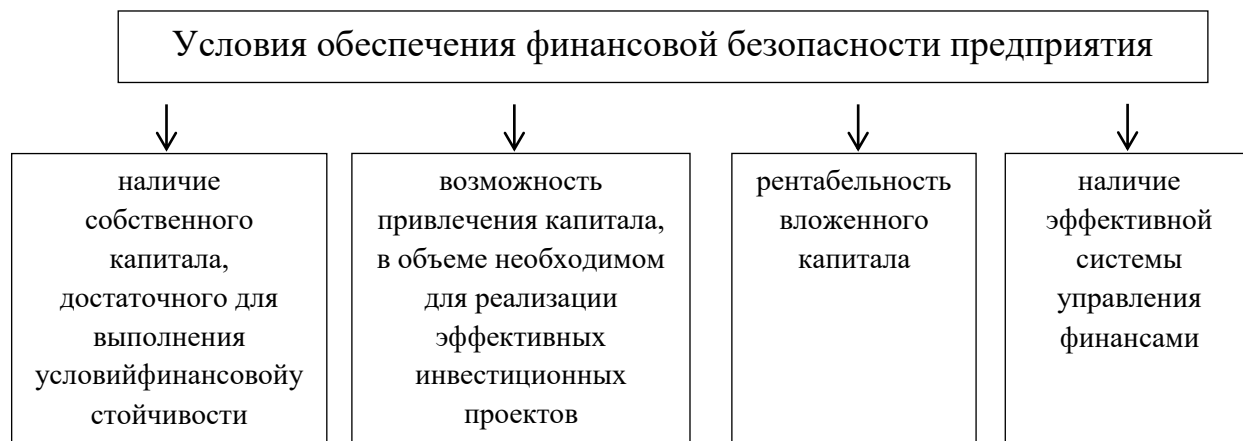 Условия обеспечения финансовой безопасности предприятия
наличие
собственного
капитала,
достаточного для
выполнения
условийфинансовойу
стойчивости
возможность
привлечения капитала,
в объеме необходимом
для реализации
эффективных
инвестиционных
проектов
рентабельность
вложенного
капитала
наличие
эффективной
системы
управления
финансами